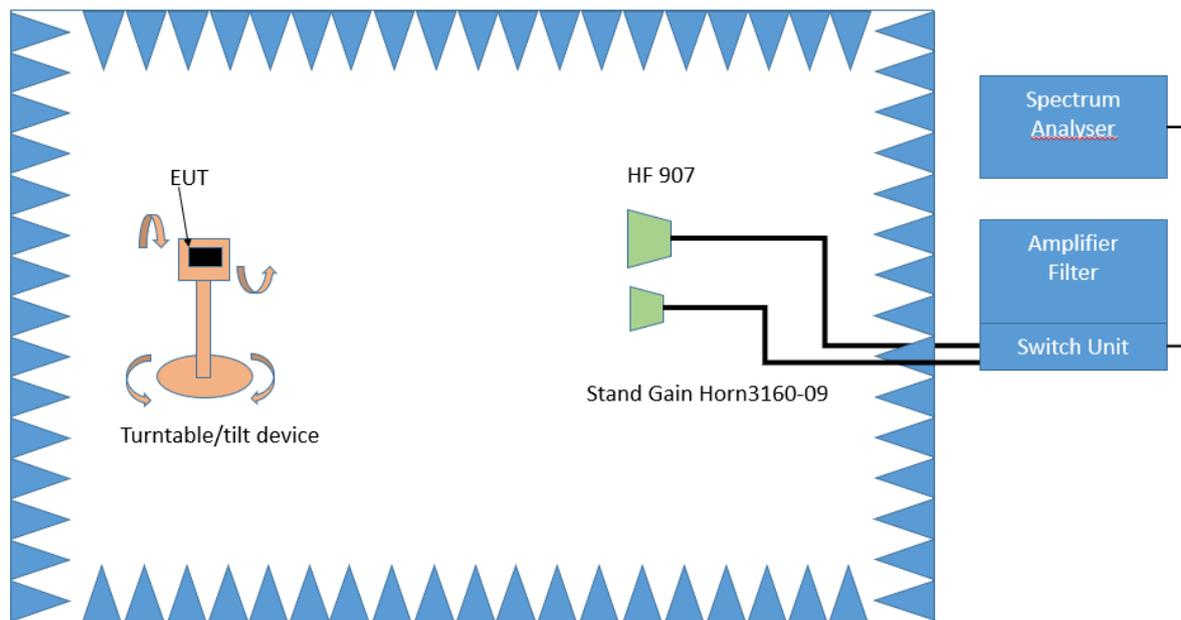 Spectrum
Analyser
EUT
HF 907
Amplifier
Filter
Switch Unit
Stand Gain Horn3160-09
Turntable/tilt device